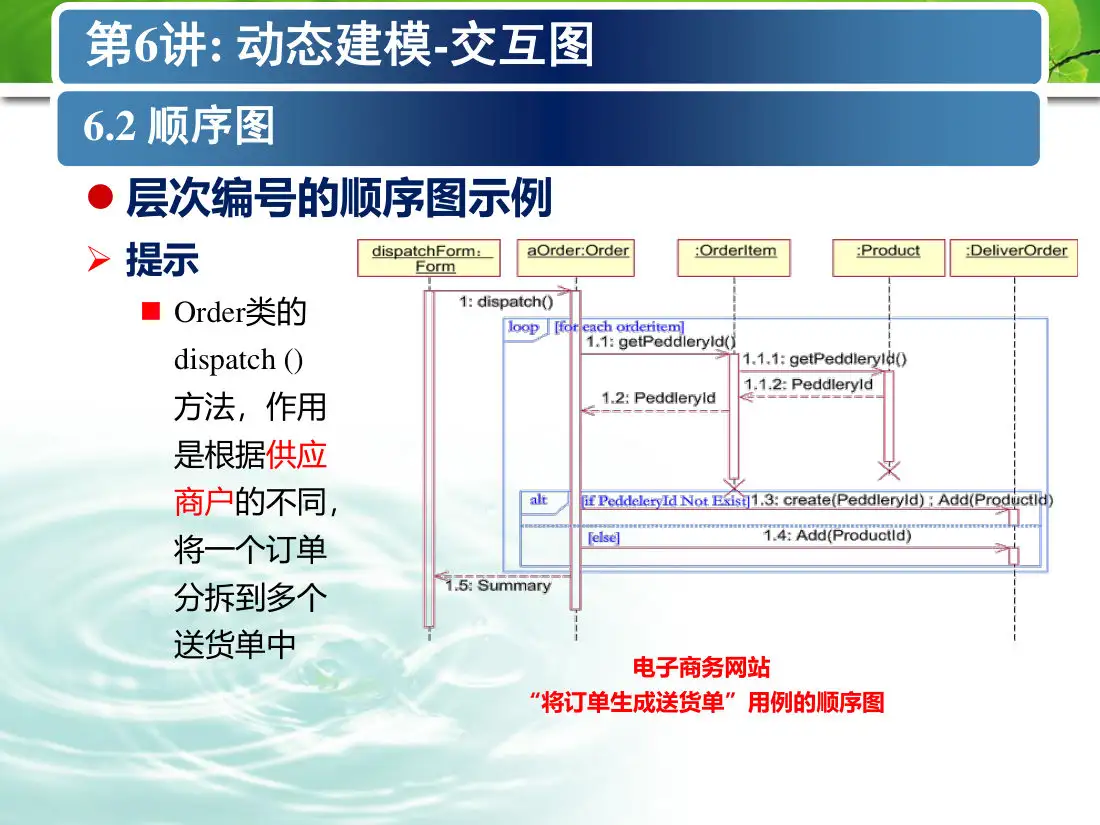 第6讲: 动态建模-交互图
6.2 顺序图
层次编号的顺序图示例
提示
Order类的
dispatch ()
方法，作用
是根据供应
商户的不同，
将一个订单
分拆到多个
送货单中
dispatchForm：
Form
aOrder:Order
:OrderItem
:Product
:DeliverOrder
1: dispatch()
loop
[for each orderitem]
1.1: getPeddleryId()
1.1.1: getPeddleryId()
1.1.2: PeddleryId
1.2: PeddleryId
alt
[if PeddeleryId Not Exist]
1.3: create(PeddleryId) ; Add(ProductId)
[else]
1.4: Add(ProductId)
1.5: Summary
电子商务网站
“将订单生成送货单”用例的顺序图